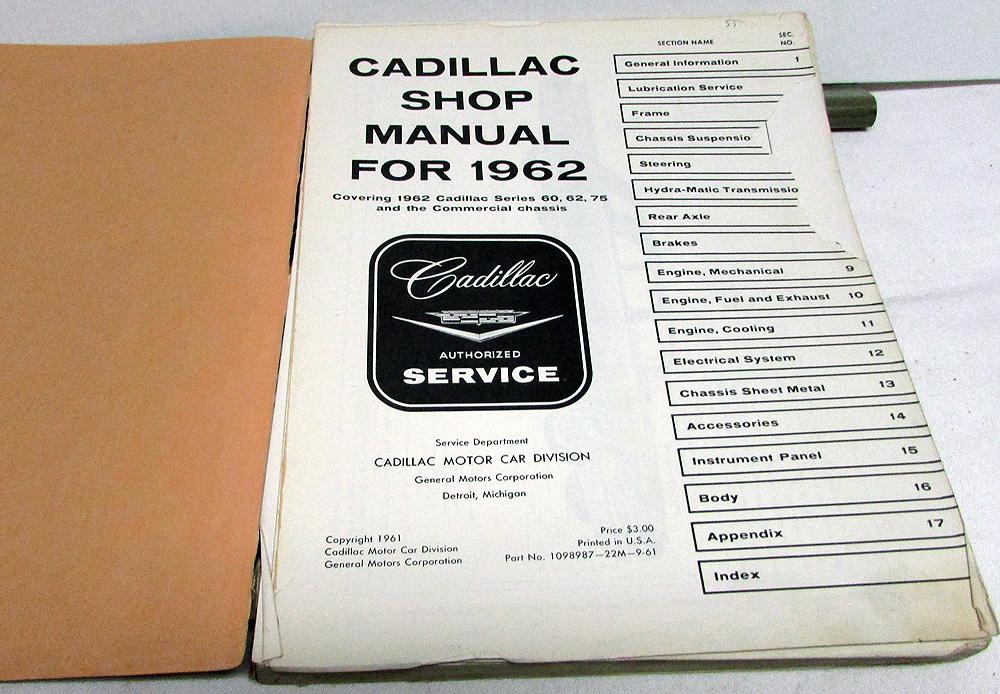 55
CADILLAC
SHOP
MANUAL
FOR 1962
Covering 1962 Cadillac Series 60, 62, 75
and the Commercial chassis
Cadillac
AUTHORIZED
SERVICE
Service Department
CADILLAC MOTOR CAR DIVISION
General Motors Corporation
Detroit, Michigan
Copyright 1961
Cadillac Motor Car Division
General Motors Corporation
Price $3.00
Printed in U.S.A.
Part No. 1098987—22M—9-61
SECTION NAME SEC. NO.
General Information 1
Lubrication Service
Frame
Chassis Suspensio
Steering
Hydra-Matic Transmissio
Rear Axle
Brakes
Engine, Mechanical 9
Engine, Fuel and Exhaust 10
Engine, Cooling 11
Electrical System 12
Chassis Sheet Metal 13
Accessories 14
Instrument Panel 15
Body 16
Appendix 17
Index